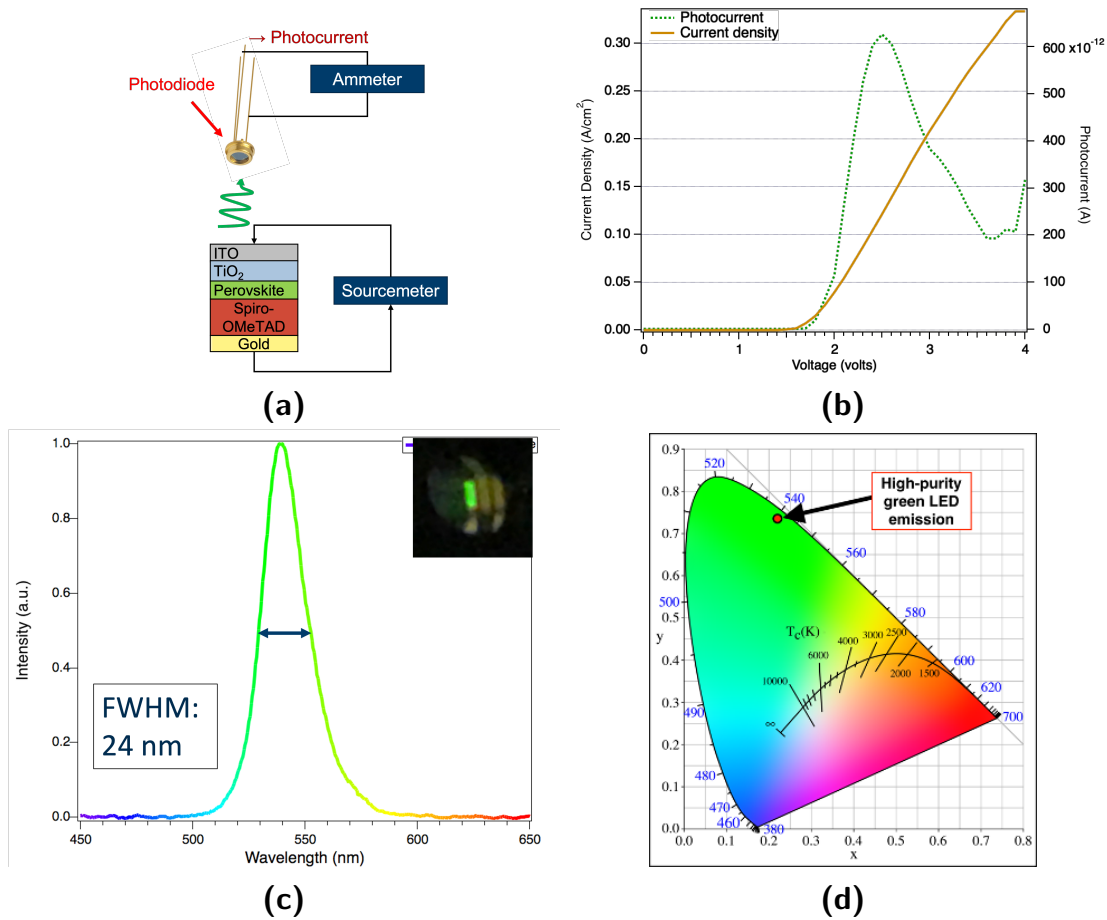 → Photocurrent
Ammeter
Photodiode
ITO
TiO₂
Perovskite
Spiro-
OMeTAD
Gold
Sourcemeter
(a)
Photocurrent
Current density
0.30
0.25
0.20
0.15
0.10
0.05
0.00
Current Density (A/cm²)
600 x10⁻¹²
500
400
300
200
100
0
Photocurrent (A)
0 1 2 3 4
Voltage (volts)
(b)
1.0
0.8
0.6
0.4
0.2
0.0
Intensity (a.u.)
FWHM:
24 nm
450 500 550 600 650
Wavelength (nm)
(c)
0.9
0.8
0.7
0.6
0.5
0.4
0.3
0.2
0.1
0.0
y
520
540
560
580
600
620
700
500
490
480
470
460
380
High-purity
green LED
emission
T_C(K)
∞
10000
6000
4000
3000
2500
2000
1500
0.0 0.1 0.2 0.3 0.4 0.5 0.6 0.7 0.8
x
(d)